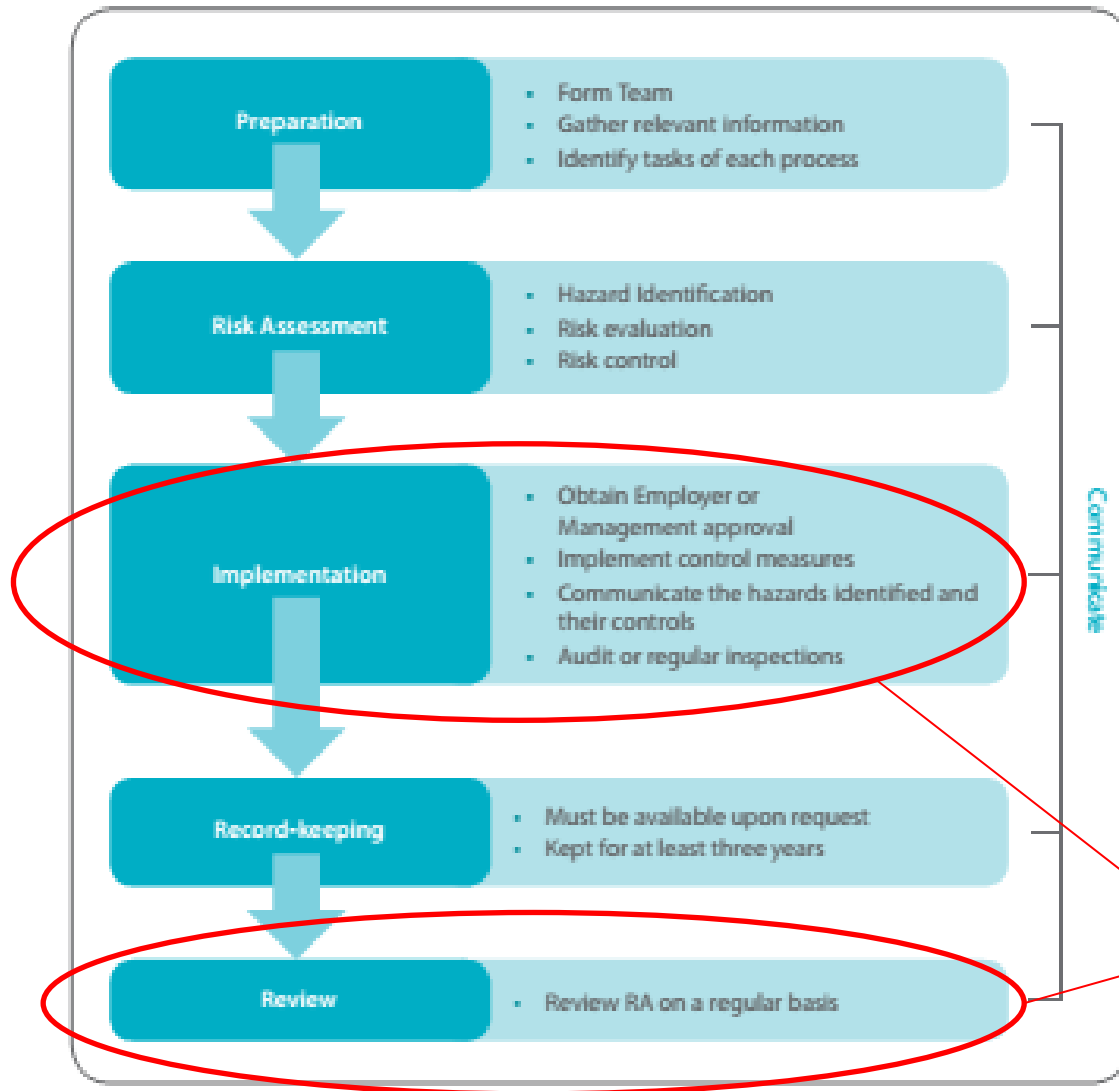 Preparation
Form Team
Gather relevant information
Identify tasks of each process
Risk Assessment
Hazard Identification
Risk evaluation
Risk control
Implementation
Obtain Employer or
Management approval
Implement control measures
Communicate the hazards identified and
their controls
Audit or regular inspections
Record-keeping
Must be available upon request
Kept for at least three years
Review
Review RA on a regular basis
Communicate